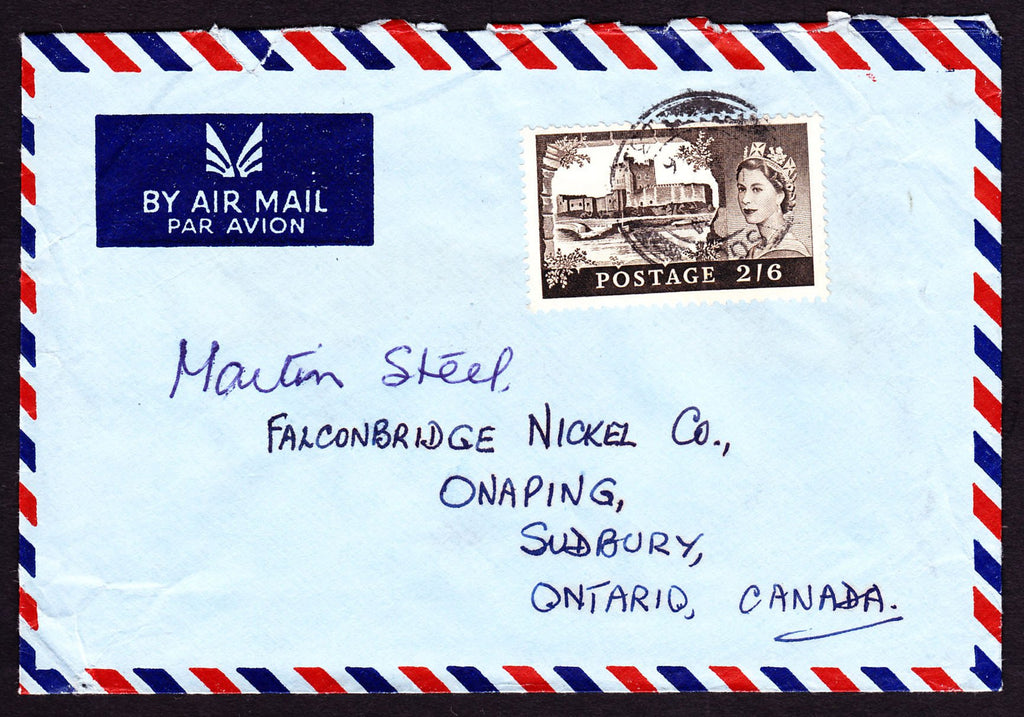 BY AIR MAIL
PAR AVION
POSTAGE 2/6
Martin Steel.
FALCONBRIDGE NICKEL Co.,
ONAPING,
SUDBURY,
ONTARIO, CANADA.